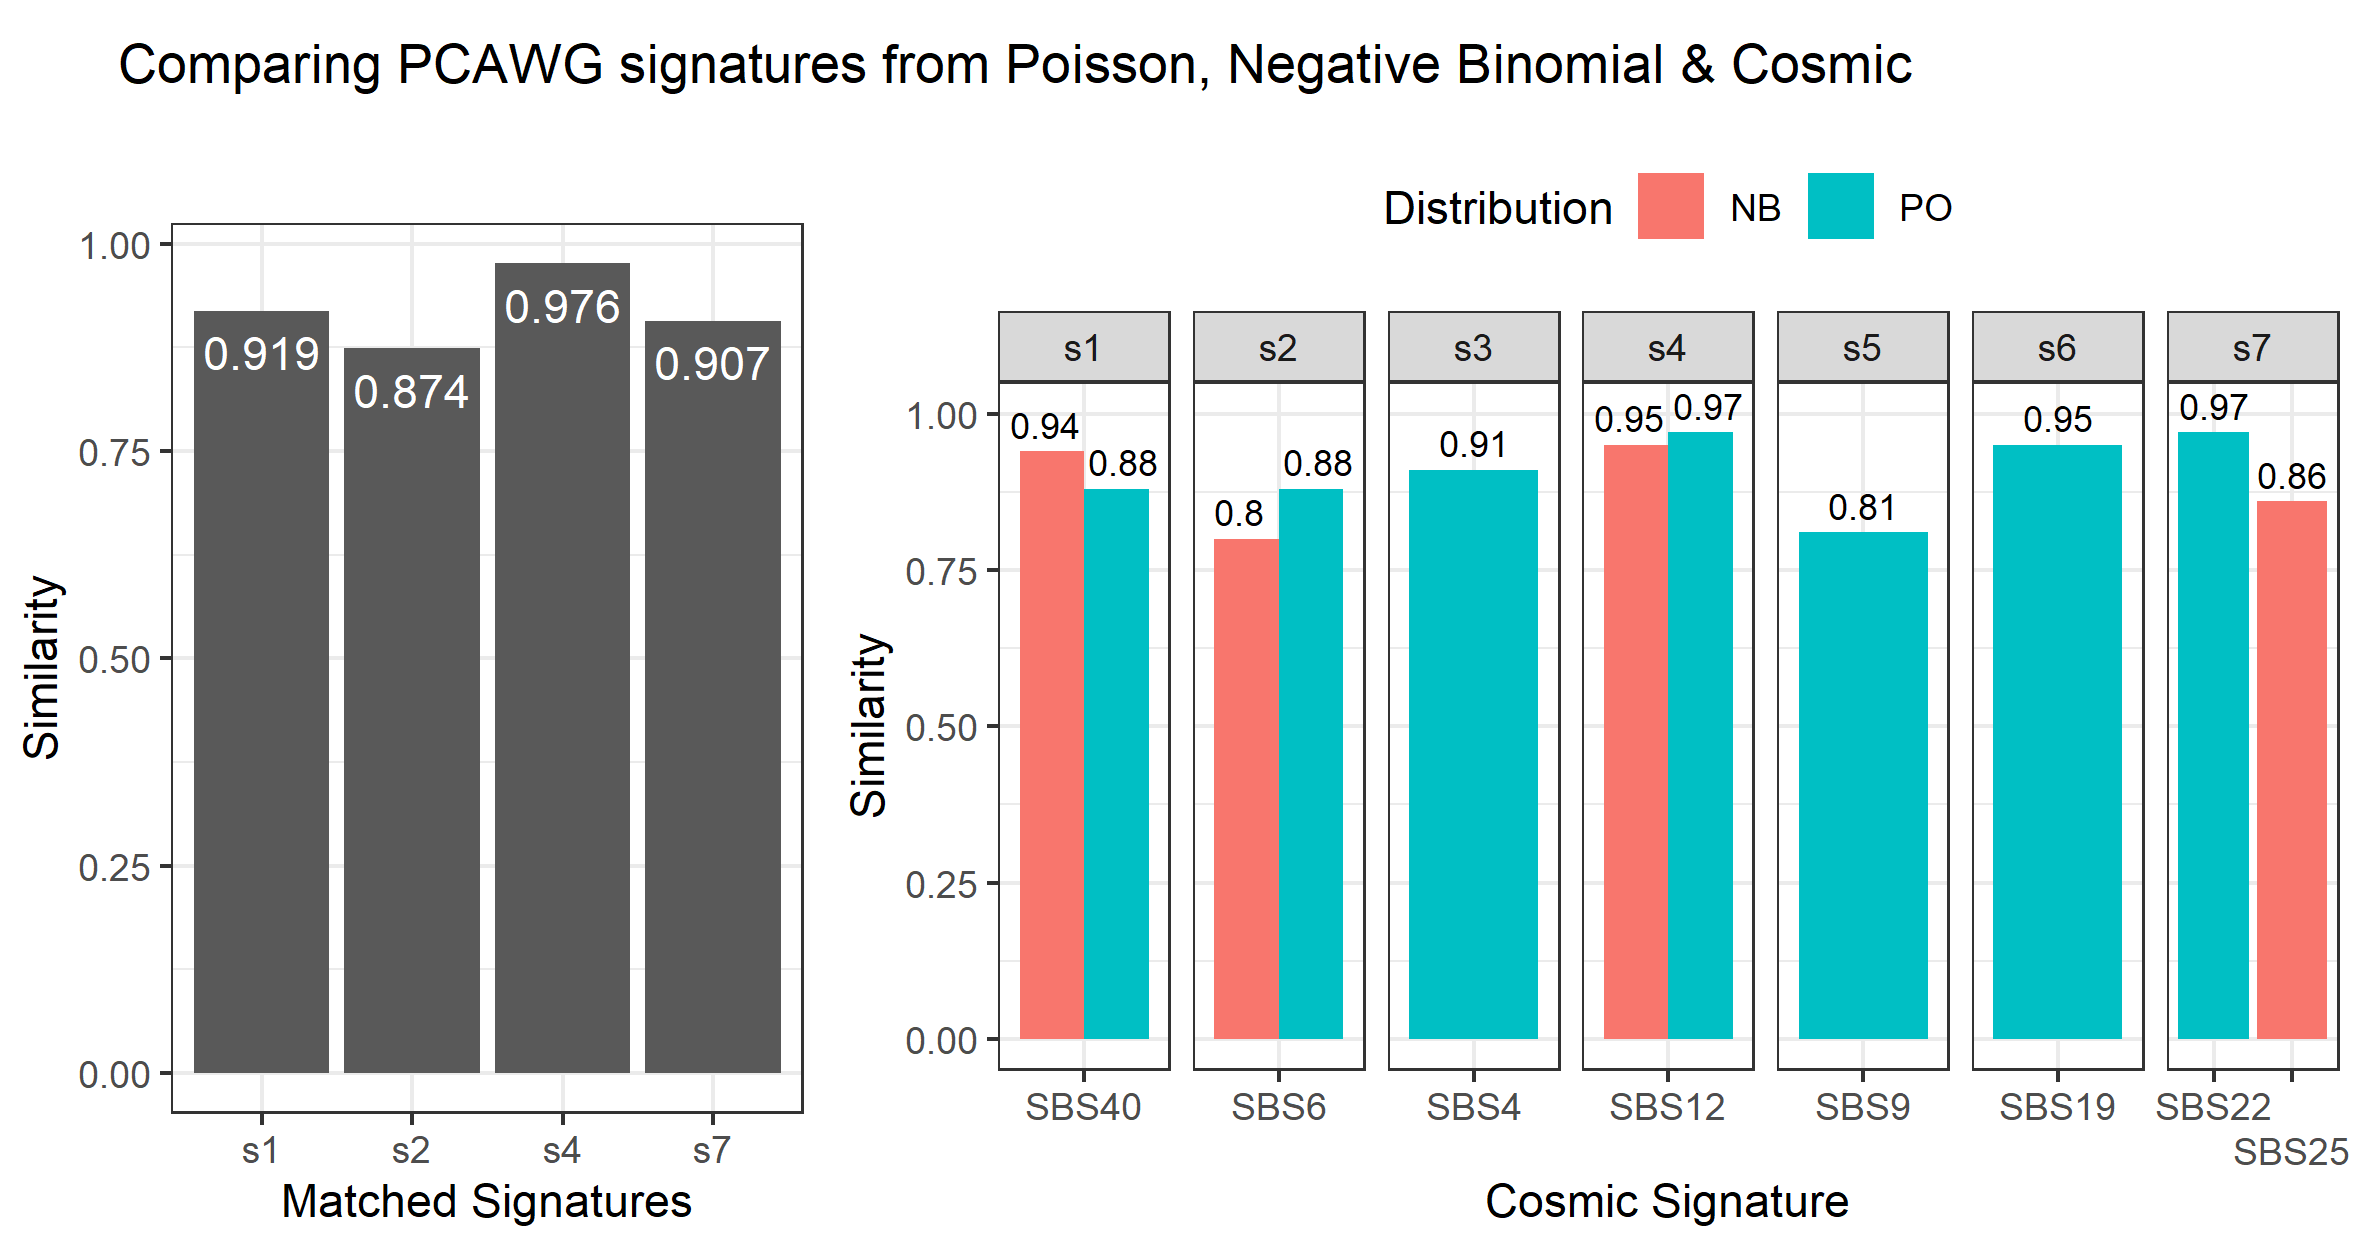 Comparing PCAWG signatures from Poisson, Negative Binomial & Cosmic
Similarity
1.00
0.75
0.50
0.25
0.00
0.919
0.874
0.976
0.907
s1 s2 s4 s7
Matched Signatures
Distribution NB PO
Similarity
1.00
0.75
0.50
0.25
0.00
s1 s2 s3 s4 s5 s6 s7
0.94 0.88
0.8 0.88
0.91
0.95 0.97
0.81
0.95
0.97 0.86
SBS40 SBS6 SBS4 SBS12 SBS9 SBS19 SBS22
SBS25
Cosmic Signature